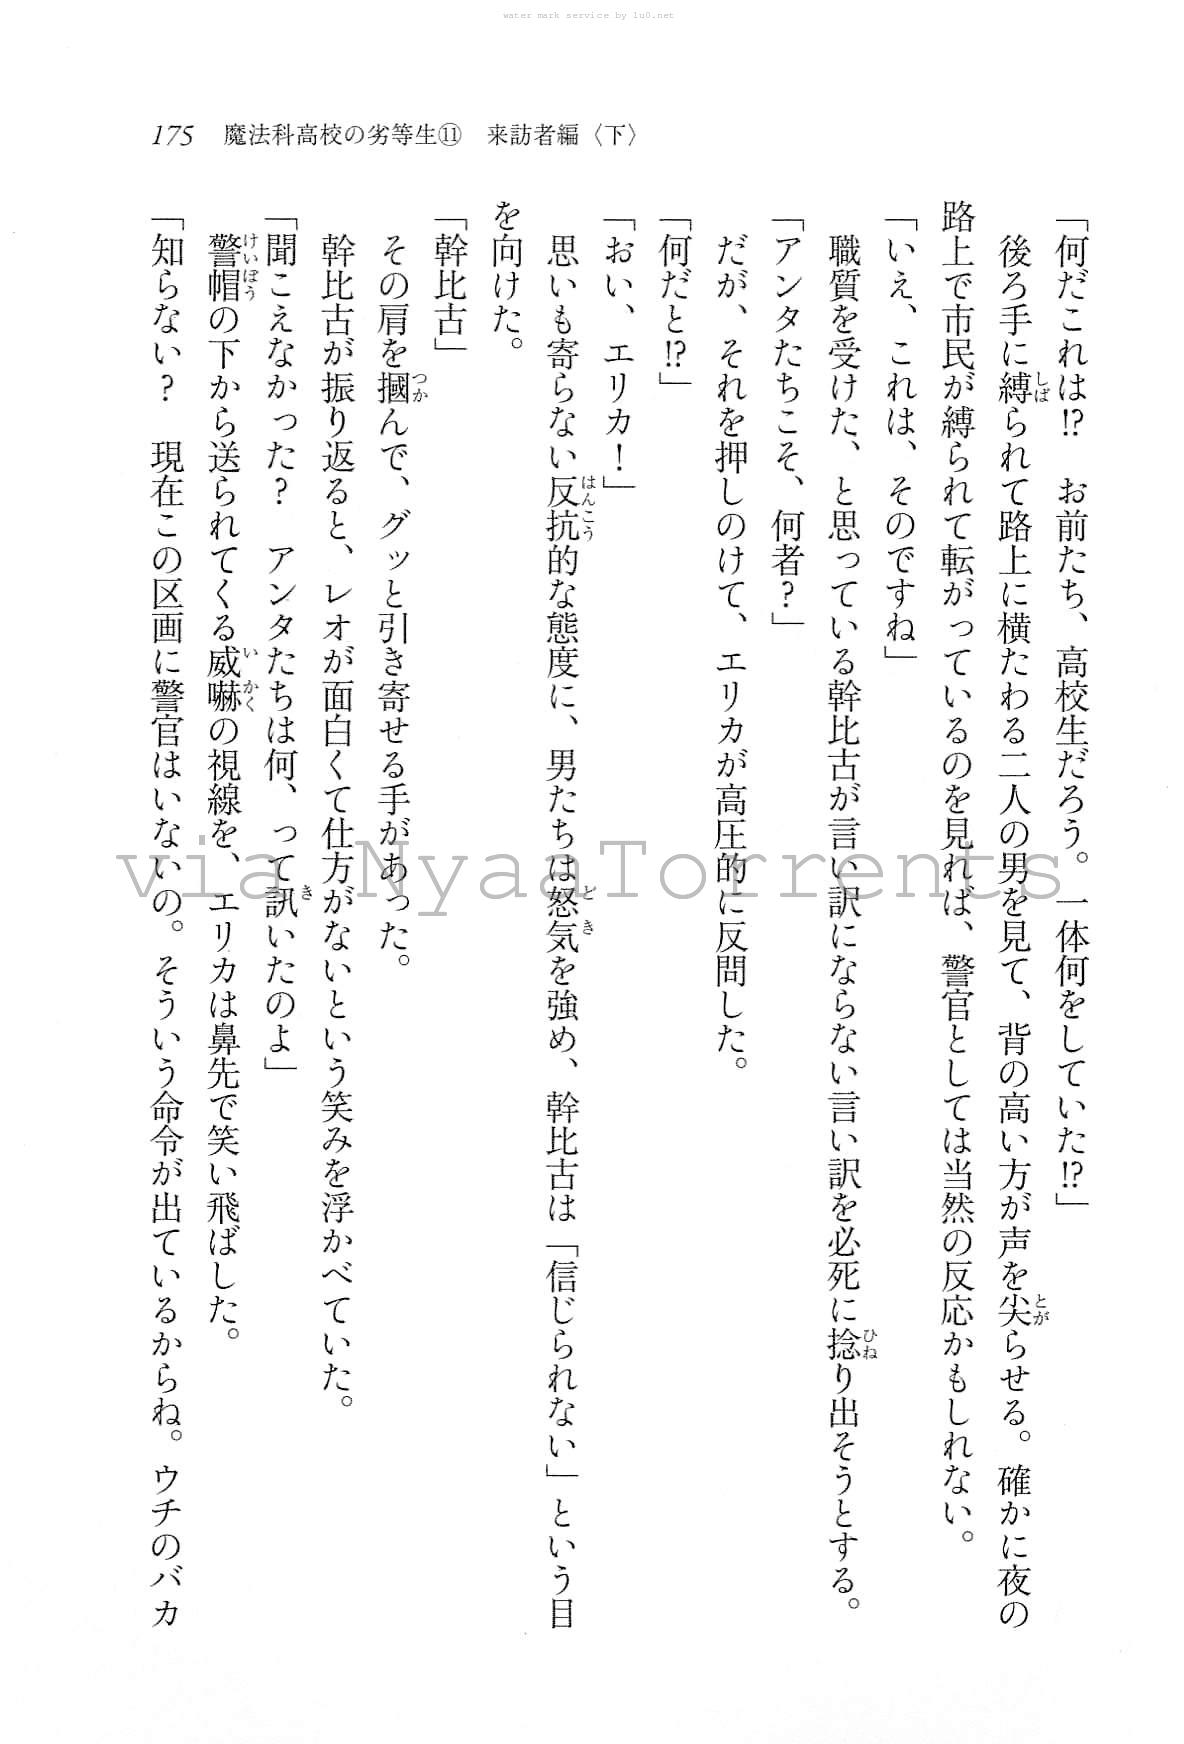 water mark service by lu0.net
175　魔法科高校の劣等生⑪　来訪者編〈下〉
「何だこれは!?　お前たち、高校生だろう。一体何をしていた!?」
後ろ手に縛られて路上に横たわる二人の男を見て、背の高い方が声を尖らせる。確かに夜の
路上で市民が縛られて転がっているのを見れば、警官としては当然の反応かもしれない。
「いえ、これは、そのですね」
職質を受けた、と思っている幹比古が言い訳にならない言い訳を必死に捻り出そうとする。
「アンタたちこそ、何者？」
だが、それを押しのけて、エリカが高圧的に反問した。
「何だと!?」
「おい、エリカ！」
思いも寄らない反抗的な態度に、男たちは怒気を強め、幹比古は「信じられない」という目
を向けた。
「幹比古」
その肩を摑んで、グッと引き寄せる手があった。
幹比古が振り返ると、レオが面白くて仕方がないという笑みを浮かべていた。
「聞こえなかった？　アンタたちは何、って訊いたのよ」
警帽の下から送られてくる威嚇の視線を、エリカは鼻先で笑い飛ばした。
「知らない？　現在この区画に警官はいないの。そういう命令が出ているからね。ウチのバカ
via NyaaTorrents